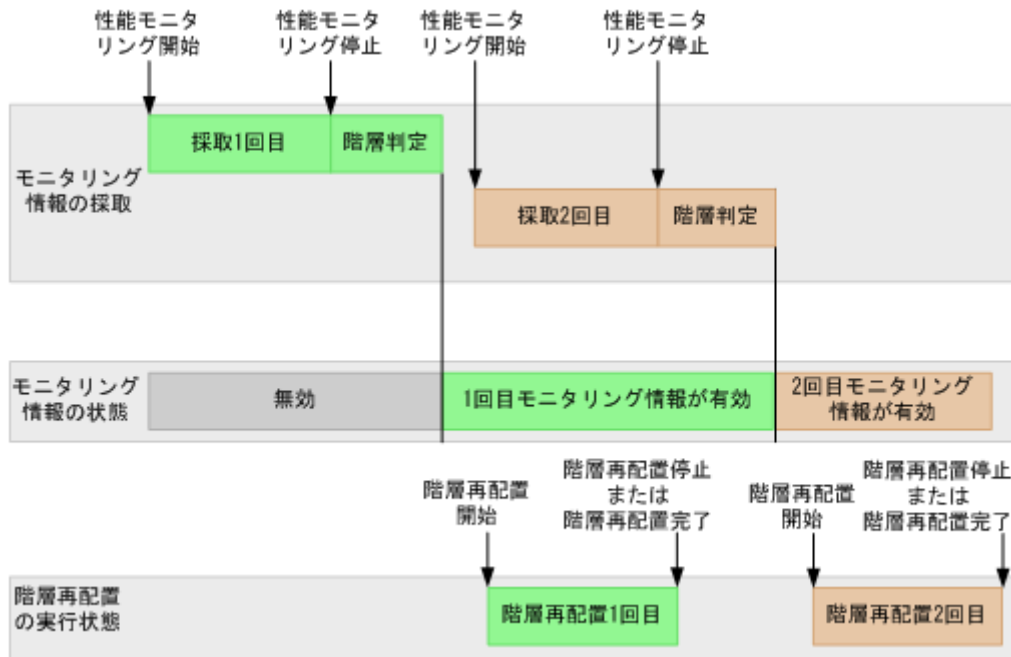 性能モニタ
リング開始
性能モニタ
リング停止
性能モニタ
リング開始
性能モニタ
リング停止
モニタリング
情報の採取
採取1回目
階層判定
採取2回目
階層判定
モニタリング
情報の状態
無効
1回目モニタリング情報が有効
2回目モニタリング
情報が有効
階層再配置
開始
階層再配置停止
または
階層再配置完了
階層再配置
開始
階層再配置停止
または
階層再配置完了
階層再配置
の実行状態
階層再配置1回目
階層再配置2回目